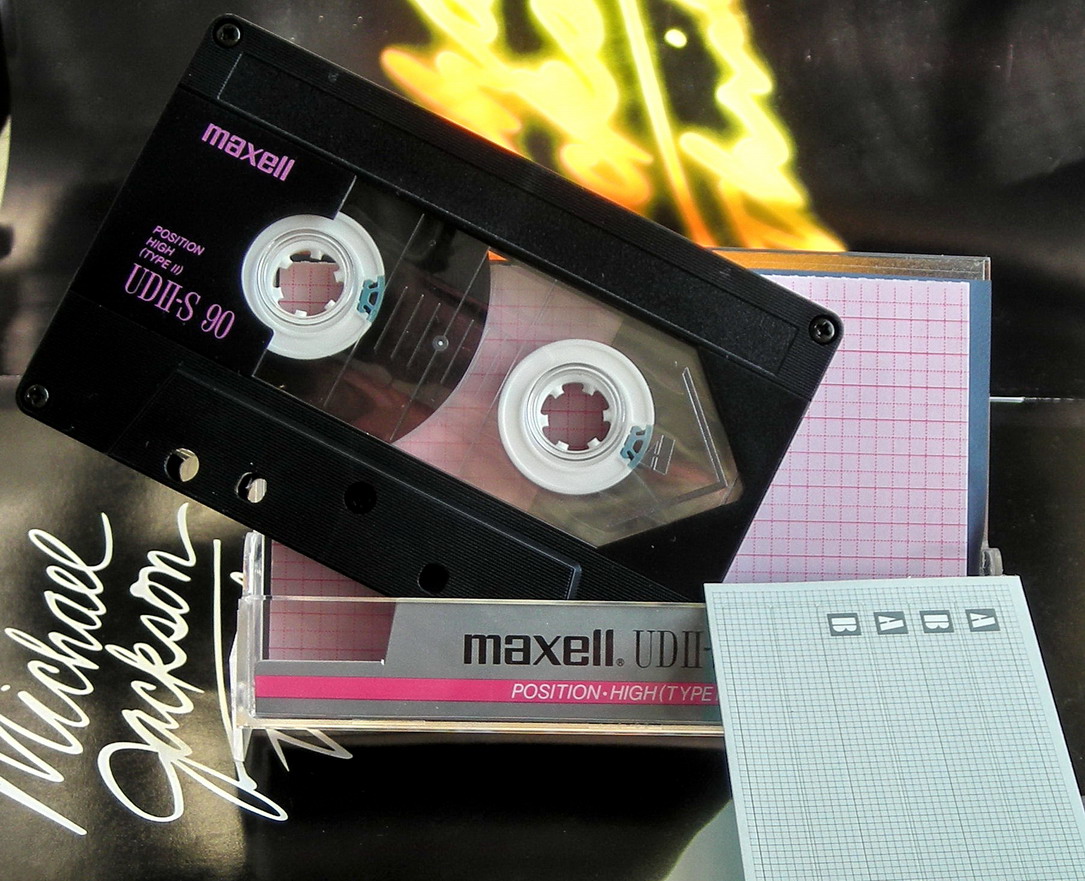 maxell
POSITION
HIGH
(TYPE II)
UDII-S 90
Michael
Jackson
maxell® UDII-
POSITION•HIGH (TYPE
B A B A